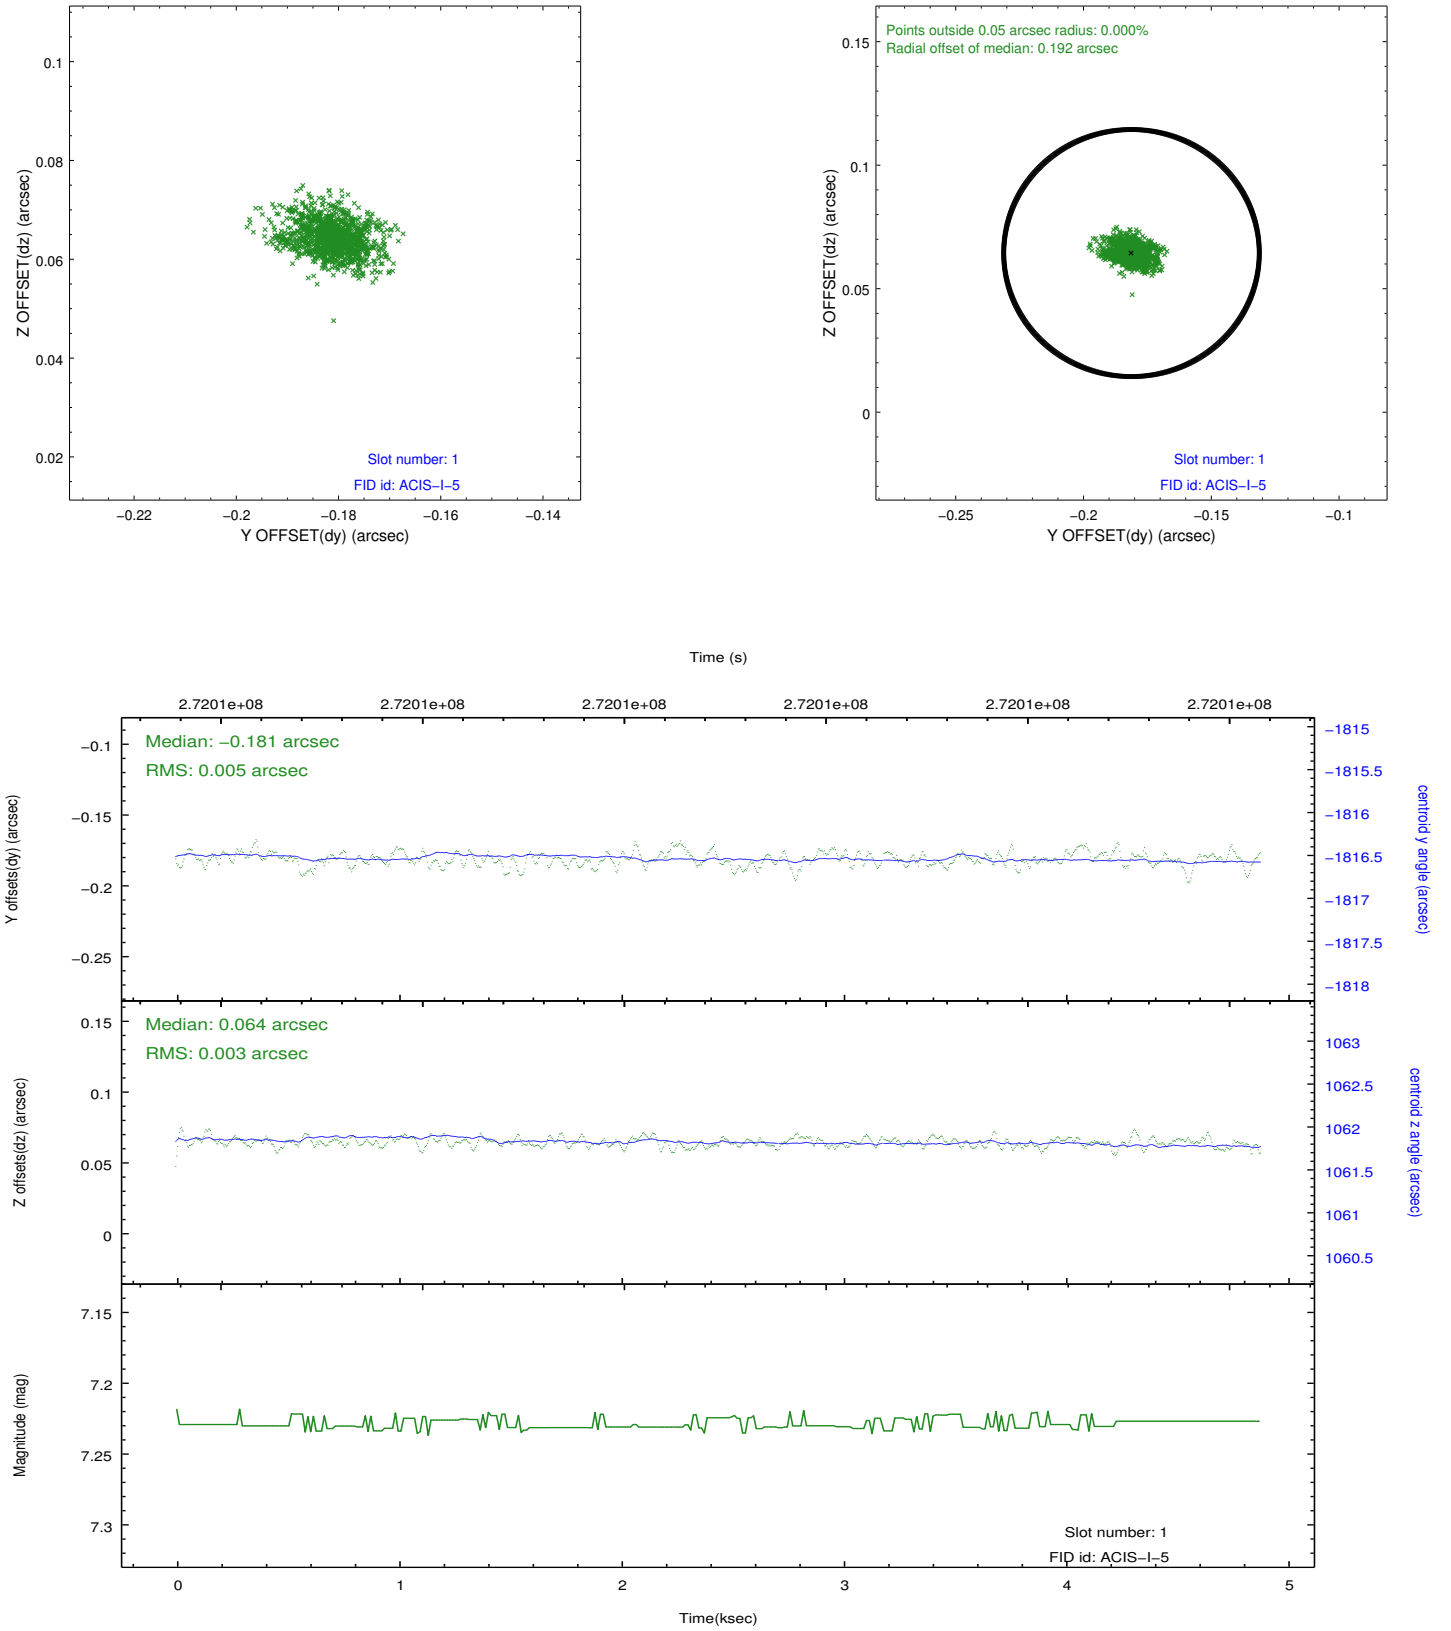 0.1
0.08
0.06
0.04
0.02
Z OFFSET(dz) (arcsec)
Slot number: 1
FID id: ACIS−I−5
−0.22 −0.2 −0.18 −0.16 −0.14
Y OFFSET(dy) (arcsec)
Points outside 0.05 arcsec radius: 0.000%
Radial offset of median: 0.192 arcsec
0.15
0.1
0.05
0
Z OFFSET(dz) (arcsec)
Slot number: 1
FID id: ACIS−I−5
−0.25 −0.2 −0.15 −0.1
Y OFFSET(dy) (arcsec)
Time (s)
2.7201e+08 2.7201e+08 2.7201e+08 2.7201e+08 2.7201e+08 2.7201e+08
Median: −0.181 arcsec
RMS: 0.005 arcsec
−0.1
−0.15
−0.2
−0.25
Y offsets(dy) (arcsec)
−1815
−1815.5
−1816
−1816.5
−1817
−1817.5
−1818
centroid y angle (arcsec)
Median: 0.064 arcsec
RMS: 0.003 arcsec
0.15
0.1
0.05
0
Z offsets(dz) (arcsec)
1063
1062.5
1062
1061.5
1061
1060.5
centroid z angle (arcsec)
7.15
7.2
7.25
7.3
Magnitude (mag)
Slot number: 1
FID id: ACIS−I−5
0 1 2 3 4 5
Time(ksec)